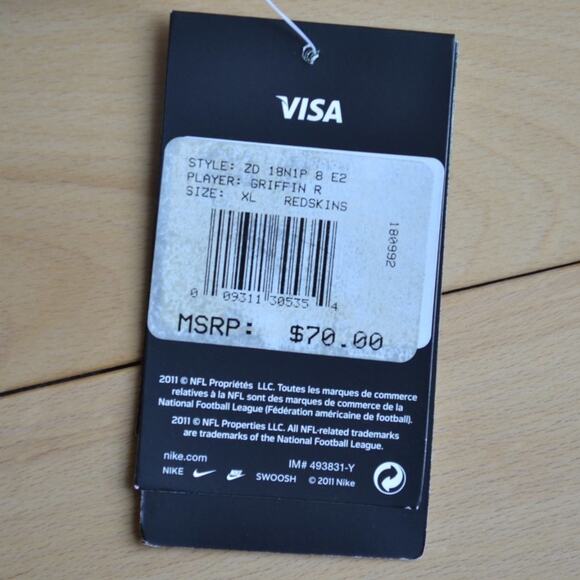 VISA
STYLE: ZD 18N1P 8 E2
PLAYER: GRIFFIN R
SIZE: XL REDSKINS
180992
0 09311 30535 4
MSRP: $70.00
2011 © NFL Propriétés LLC. Toutes les marques de commerce
relatives à la NFL sont des marques de commerce de la
National Football League (Fédération américaine de football).
2011 © NFL Properties LLC. All NFL-related trademarks
are trademarks of the National Football League.
nike.com IM# 493831-Y
NIKE NIKE SWOOSH © 2011 Nike